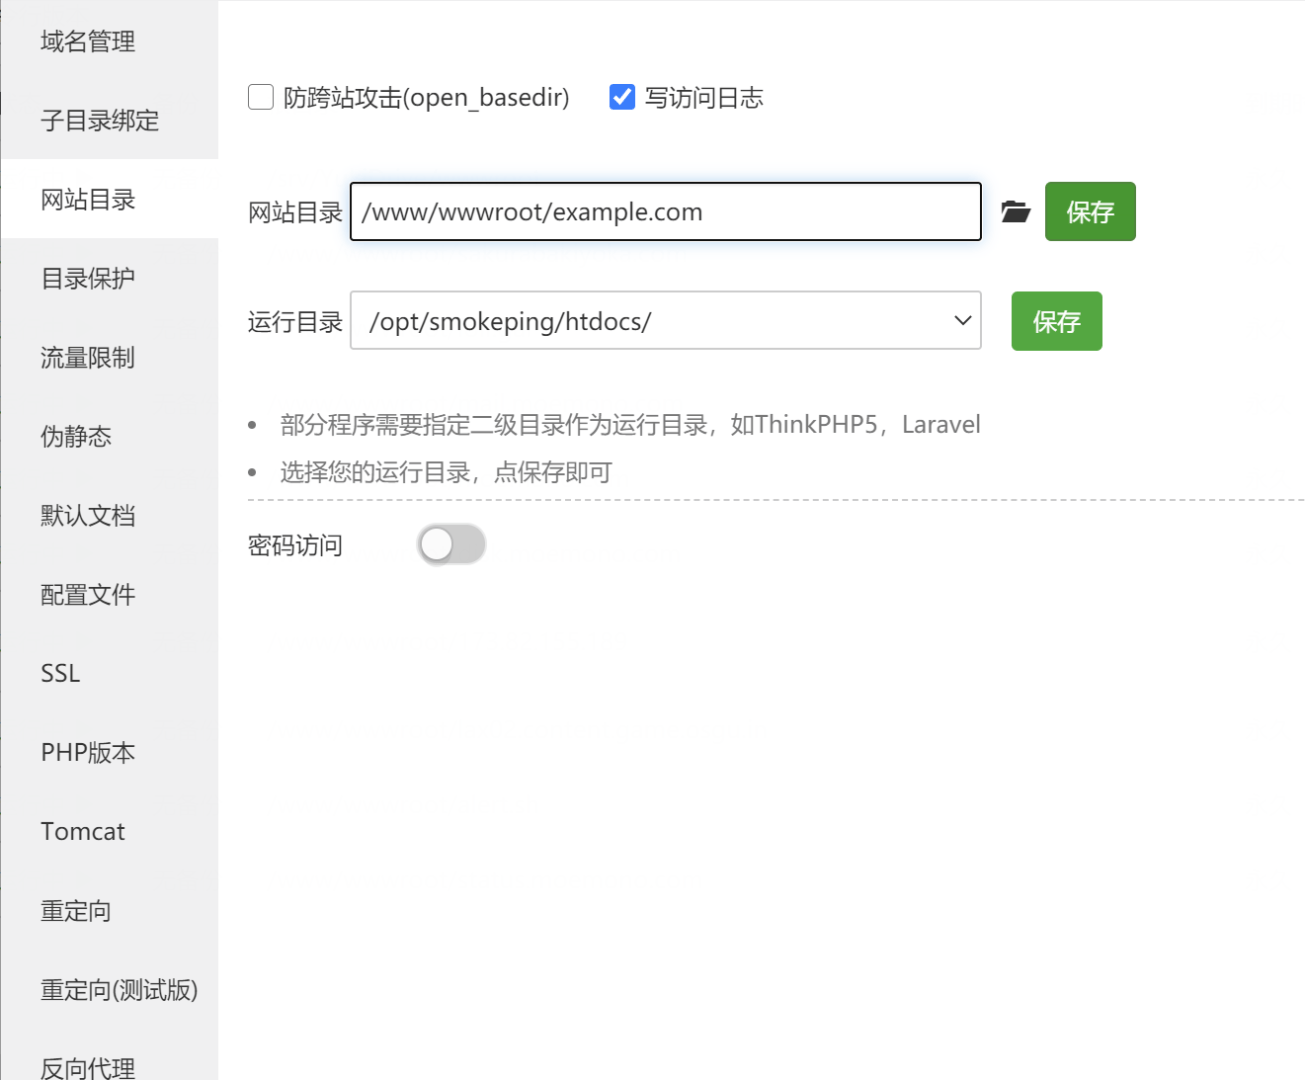 域名管理
子目录绑定
网站目录
目录保护
流量限制
伪静态
默认文档
配置文件
SSL
PHP版本
Tomcat
重定向
重定向(测试版)
反向代理
防跨站攻击(open_basedir) 写访问日志
网站目录 /www/wwwroot/example.com 保存
运行目录 /opt/smokeping/htdocs/ 保存
部分程序需要指定二级目录作为运行目录，如ThinkPHP5，Laravel
选择您的运行目录，点保存即可
密码访问